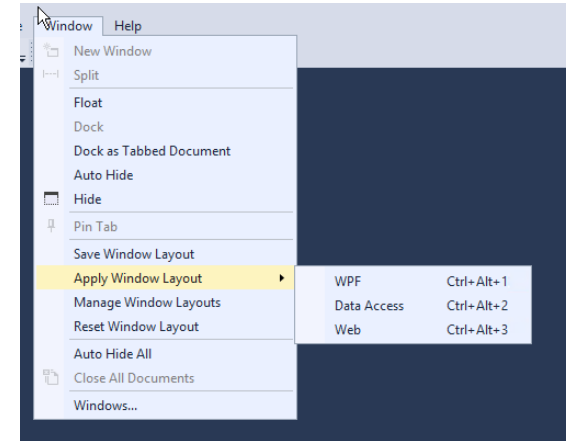 Window Help
New Window
Split
Float
Dock
Dock as Tabbed Document
Auto Hide
Hide
Pin Tab
Save Window Layout
Apply Window Layout
WPF Ctrl+Alt+1
Data Access Ctrl+Alt+2
Web Ctrl+Alt+3
Manage Window Layouts
Reset Window Layout
Auto Hide All
Close All Documents
Windows...